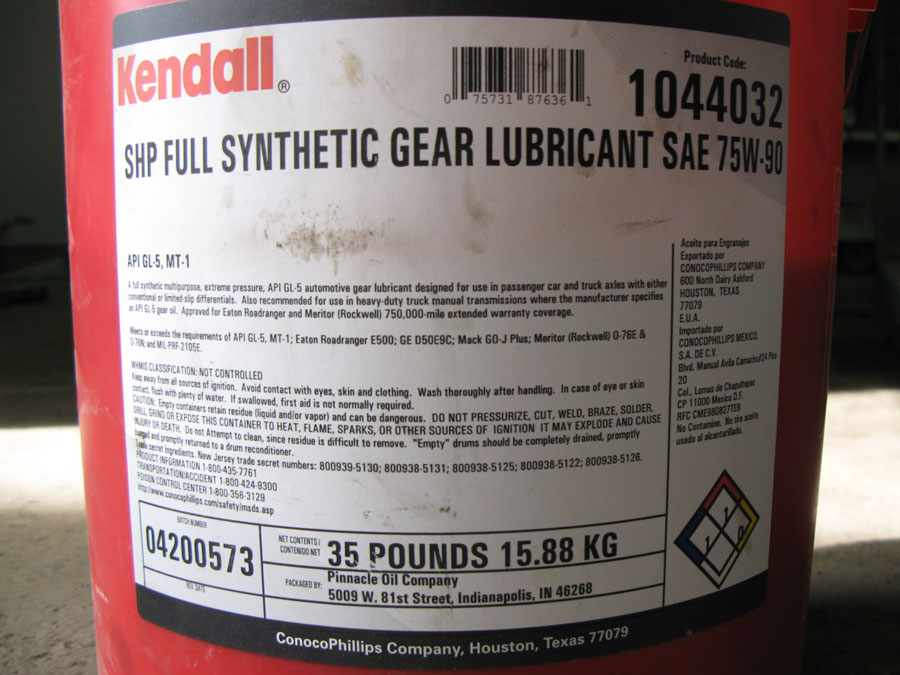 Kendall®
0 75731 87636 1
Product Code:
1044032
SHP FULL SYNTHETIC GEAR LUBRICANT SAE 75W-90
API GL-5, MT-1
A full synthetic multipurpose, extreme pressure, API GL-5 automotive gear lubricant designed for use in passenger car and truck axles with either
conventional or limited-slip differentials. Also recommended for use in heavy-duty truck manual transmissions where the manufacturer specifies
an API GL-5 gear oil. Approved for Eaton Roadranger and Meritor (Rockwell) 750,000-mile extended warranty coverage.
Meets or exceeds the requirements of API GL-5, MT-1; Eaton Roadranger E500; GE D50E9C; Mack GO-J Plus; Meritor (Rockwell) O-76E &
O-76N; and MIL-PRF-2105E.
WHMIS CLASSIFICATION: NOT CONTROLLED
Keep away from all sources of ignition. Avoid contact with eyes, skin and clothing. Wash thoroughly after handling. In case of eye or skin
contact, flush with plenty of water. If swallowed, first aid is not normally required.
CAUTION: Empty containers retain residue (liquid and/or vapor) and can be dangerous. DO NOT PRESSURIZE, CUT, WELD, BRAZE, SOLDER,
DRILL GRIND OR EXPOSE THIS CONTAINER TO HEAT, FLAME, SPARKS, OR OTHER SOURCES OF IGNITION IT MAY EXPLODE AND CAUSE
INJURY OR DEATH. Do not Attempt to clean, since residue is difficult to remove. "Empty" drums should be completely drained, promptly
and promptly returned to a drum reconditioner.
Trade secret ingredients. New Jersey trade secret numbers: 800939-5130; 800938-5131; 800938-5125; 800938-5122; 800938-5126.
PRODUCT INFORMATION 1-800-435-7761
TRANSPORTATION/ACCIDENT 1-800-424-9300
POISON CONTROL CENTER 1-800-356-3129
http://www.conocophillips.com/safety/msds.asp
Aceite para Engranajes
Exportado por
CONOCOPHILLIPS COMPANY
600 North Dairy Ashford
HOUSTON, TEXAS
77079
E.U.A.
Importado por
CONOCOPHILLIPS MEXICO,
S.A. DE C.V.
Blvd. Manual Avila Camacho#24 Piso
20
Col., Lomas de Chapultepec
CP 11000 Mexico D.F.
RFC CME980827TE8
No Contamine. No tire aceite
usado al alcantarillado.
1
1 0
BATCH NUMBER
04200573
REV. DATE
NET CONTENTS/
CONTENIDO NET
35 POUNDS 15.88 KG
PACKAGED BY:
Pinnacle Oil Company
5009 W. 81st Street, Indianapolis, IN 46268
ConocoPhillips Company, Houston, Texas 77079